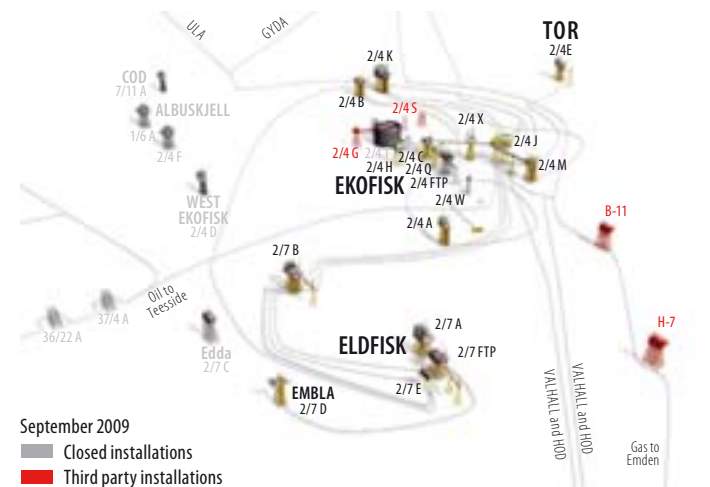 ULA
GYDA
TOR
2/4 E
2/4 K
COD
7/11 A
2/4 B
2/4 S
ALBUSKJELL
1/6 A
2/4 F
2/4 X
2/4 J
2/4 G
2/4 C
2/4 H
2/4 Q
2/4 M
EKOFISK
2/4 FTP
WEST
EKOFISK
2/4 D
2/4 W
2/4 A
B-11
2/7 B
Oil to
Teesside
37/4 A
36/22 A
Edda
2/7 C
H-7
2/7 A
ELDFISK
2/7 FTP
2/7 E
EMBLA
2/7 D
VALHALL and HOD
VALHALL and HOD
Gas to
Emden
September 2009
Closed installations
Third party installations